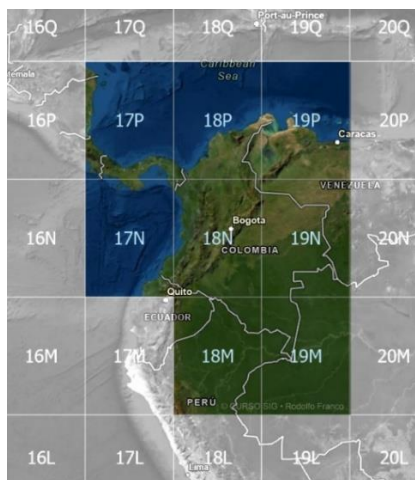 16Q 17Q 18Q 19Q 20Q
Port-au-Prince
Caribbean
Sea
16P 17P 18P 19P 20P
Caracas
VENEZUELA
Bogota
16N 17N 18N 19N 20N
COLOMBIA
Quito
ECUADOR
16M 17M 18M 19M 20M
PERÚ
© CURSO SIG • Rodolfo Franco
16L 17L 18L 19L 20L
Lima